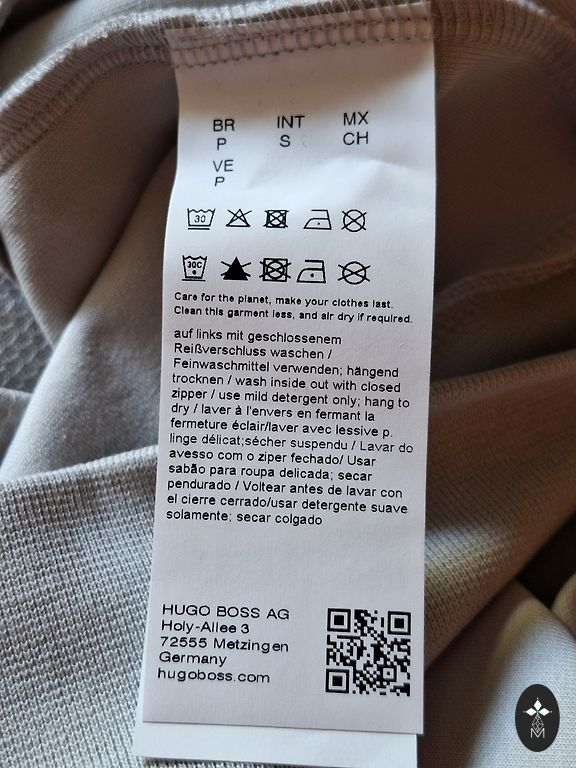 BR INT MX
P S CH
VE
P
30
30C
Care for the planet, make your clothes last.
Clean this garment less, and air dry if required.
auf links mit geschlossenem
Reißverschluss waschen /
Feinwaschmittel verwenden; hängend
trocknen / wash inside out with closed
zipper / use mild detergent only; hang to
dry / laver à l'envers en fermant la
fermeture éclair/laver avec lessive p.
linge délicat;sécher suspendu / Lavar do
avesso com o ziper fechado/ Usar
sabão para roupa delicada; secar
pendurado / Voltear antes de lavar con
el cierre cerrado/usar detergente suave
solamente; secar colgado
HUGO BOSS AG
Holy-Allee 3
72555 Metzingen
Germany
hugoboss.com
M